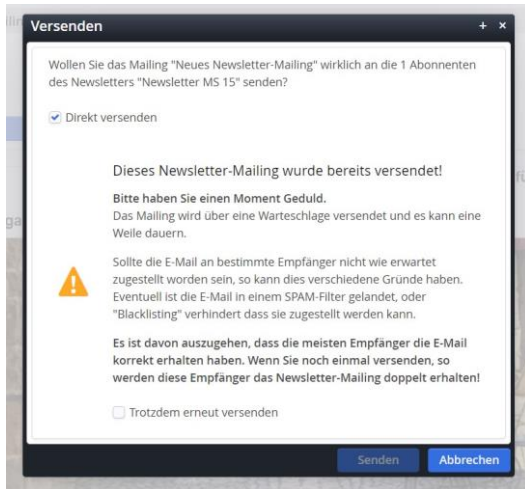 Versenden
+ ×
Wollen Sie das Mailing "Neues Newsletter-Mailing" wirklich an die 1 Abonnenten
des Newsletters "Newsletter MS 15" senden?
Direkt versenden
Dieses Newsletter-Mailing wurde bereits versendet!
Bitte haben Sie einen Moment Geduld.
Das Mailing wird über eine Warteschlage versendet und es kann eine
Weile dauern.
Sollte die E-Mail an bestimmte Empfänger nicht wie erwartet
zugestellt worden sein, so kann dies verschiedene Gründe haben.
Eventuell ist die E-Mail in einem SPAM-Filter gelandet, oder
"Blacklisting" verhindert dass sie zugestellt werden kann.
Es ist davon auszugehen, dass die meisten Empfänger die E-Mail
korrekt erhalten haben. Wenn Sie noch einmal versenden, so
werden diese Empfänger das Newsletter-Mailing doppelt erhalten!
Trotzdem erneut versenden
Senden Abbrechen